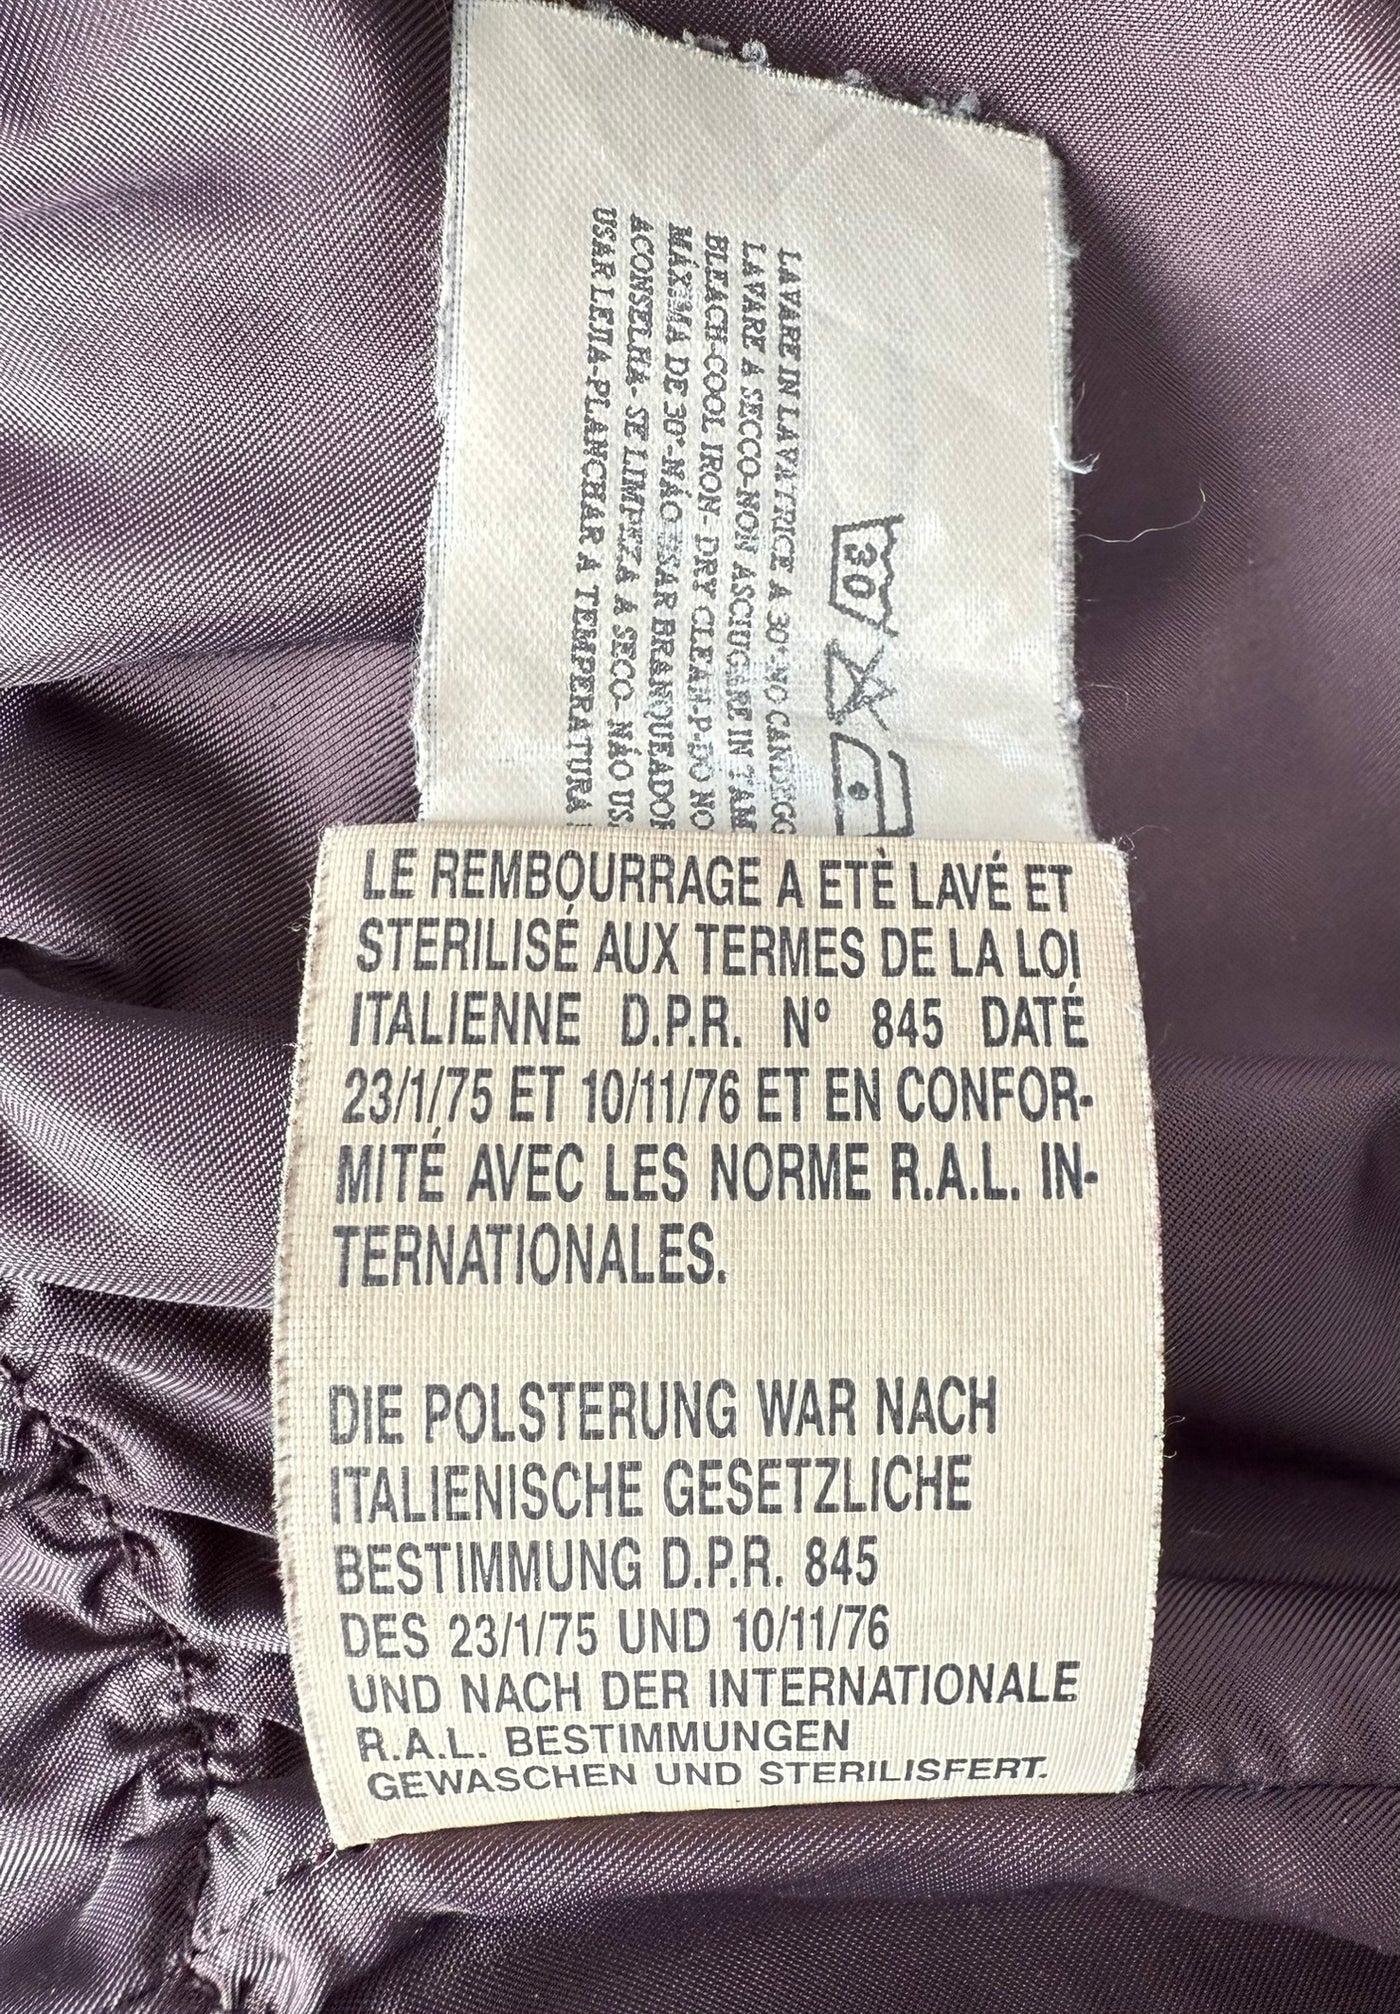 LAVARE IN LAVATRICE A 30°-NO CANDEGG
LAVARE A SECCO-NON ASCIUGARE IN TAM
BLEACH-COOL IRON- DRY CLEAN-P-DO NO
MÁXIMA DE 30°-NÁO USAR BRANQUEADOR
ACONSELHA- SE LIMPEZA A SECO- NÁO US
USAR LEJIA-PLANCHAR A TEMPERATURA
30
LE REMBOURRAGE A ETÈ LAVÉ ET
STERILISÉ AUX TERMES DE LA LOI
ITALIENNE D.P.R. Nº 845 DATÉ
23/1/75 ET 10/11/76 ET EN CONFOR-
MITÉ AVEC LES NORME R.A.L. IN-
TERNATIONALES.
DIE POLSTERUNG WAR NACH
ITALIENISCHE GESETZLICHE
BESTIMMUNG D.P.R. 845
DES 23/1/75 UND 10/11/76
UND NACH DER INTERNATIONALE
R.A.L. BESTIMMUNGEN
GEWASCHEN UND STERILISFERT.